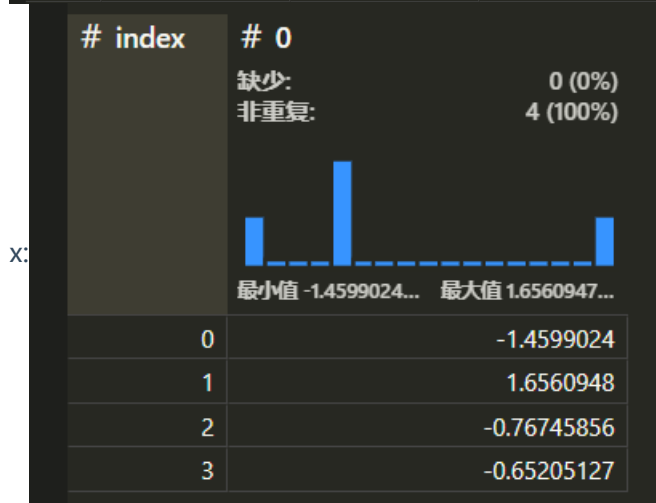 # index # 0
缺少: 0 (0%)
非重复: 4 (100%)
x:
最小值 -1.4599024... 最大值 1.6560947...
0 -1.4599024
1 1.6560948
2 -0.76745856
3 -0.65205127